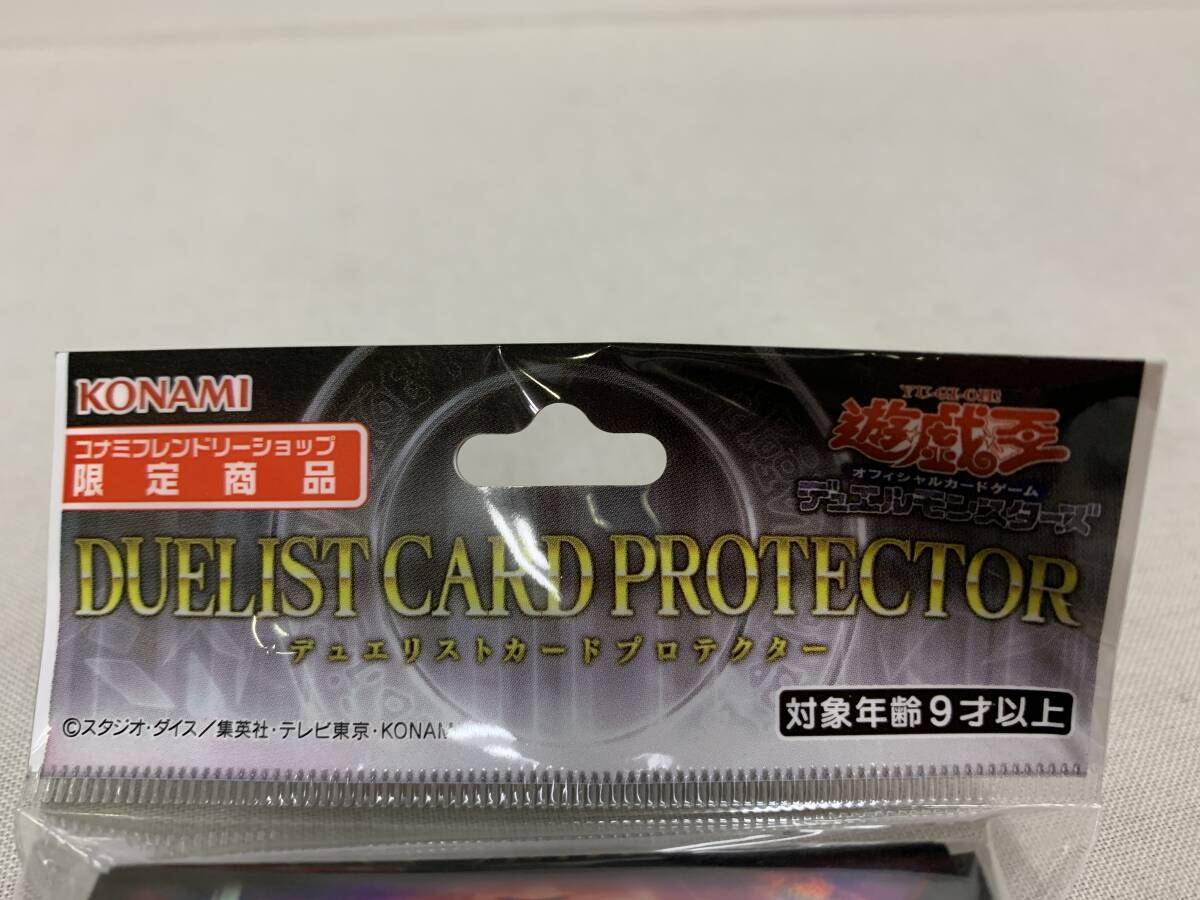 KONAMI
コナミフレンドリーショップ
限定商品
YU-GI-OH!
遊戯王
オフィシャルカードゲーム
デュエルモンスターズ
DUELIST CARD PROTECTOR
デュエリストカードプロテクター
©スタジオ・ダイス／集英社・テレビ東京・KONAMI
対象年齢9才以上